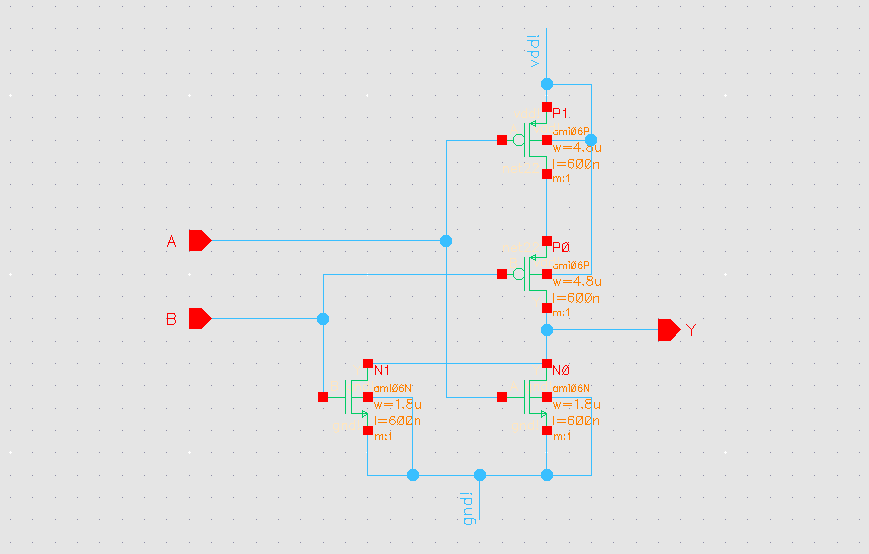 vdd!
P1
ami06P
w=4.8u
l=600n
m:1
A
P0
ami06P
w=4.8u
l=600n
m:1
B
Y
N1
ami06N
w=1.8u
l=600n
m:1
N0
ami06N
w=1.8u
l=600n
m:1
gnd!